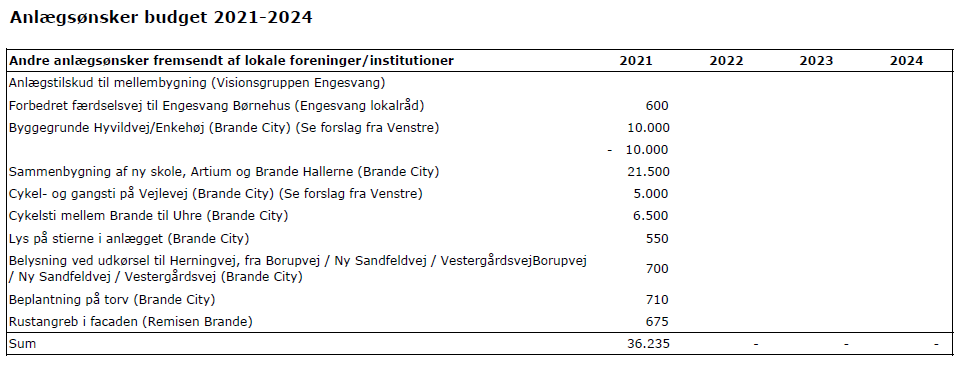 Anlægsønsker budget 2021-2024
Andre anlægsønsker fremsendt af lokale foreninger/institutioner 2021 2022 2023 2024
Anlægstilskud til mellembygning (Visionsgruppen Engesvang)
Forbedret færdselsvej til Engesvang Børnehus (Engesvang lokalråd) 600
Byggegrunde Hyvildvej/Enkehøj (Brande City) (Se forslag fra Venstre) 10.000
- 10.000
Sammenbygning af ny skole, Artium og Brande Hallerne (Brande City) 21.500
Cykel- og gangsti på Vejlevej (Brande City) (Se forslag fra Venstre) 5.000
Cykelsti mellem Brande til Uhre (Brande City) 6.500
Lys på stierne i anlægget (Brande City) 550
Belysning ved udkørsel til Herningvej, fra Borupvej / Ny Sandfeldvej / VestergårdsvejBorupvej
/ Ny Sandfeldvej / Vestergårdsvej (Brande City) 700
Beplantning på torv (Brande City) 710
Rustangreb i facaden (Remisen Brande) 675
Sum 36.235 - - -